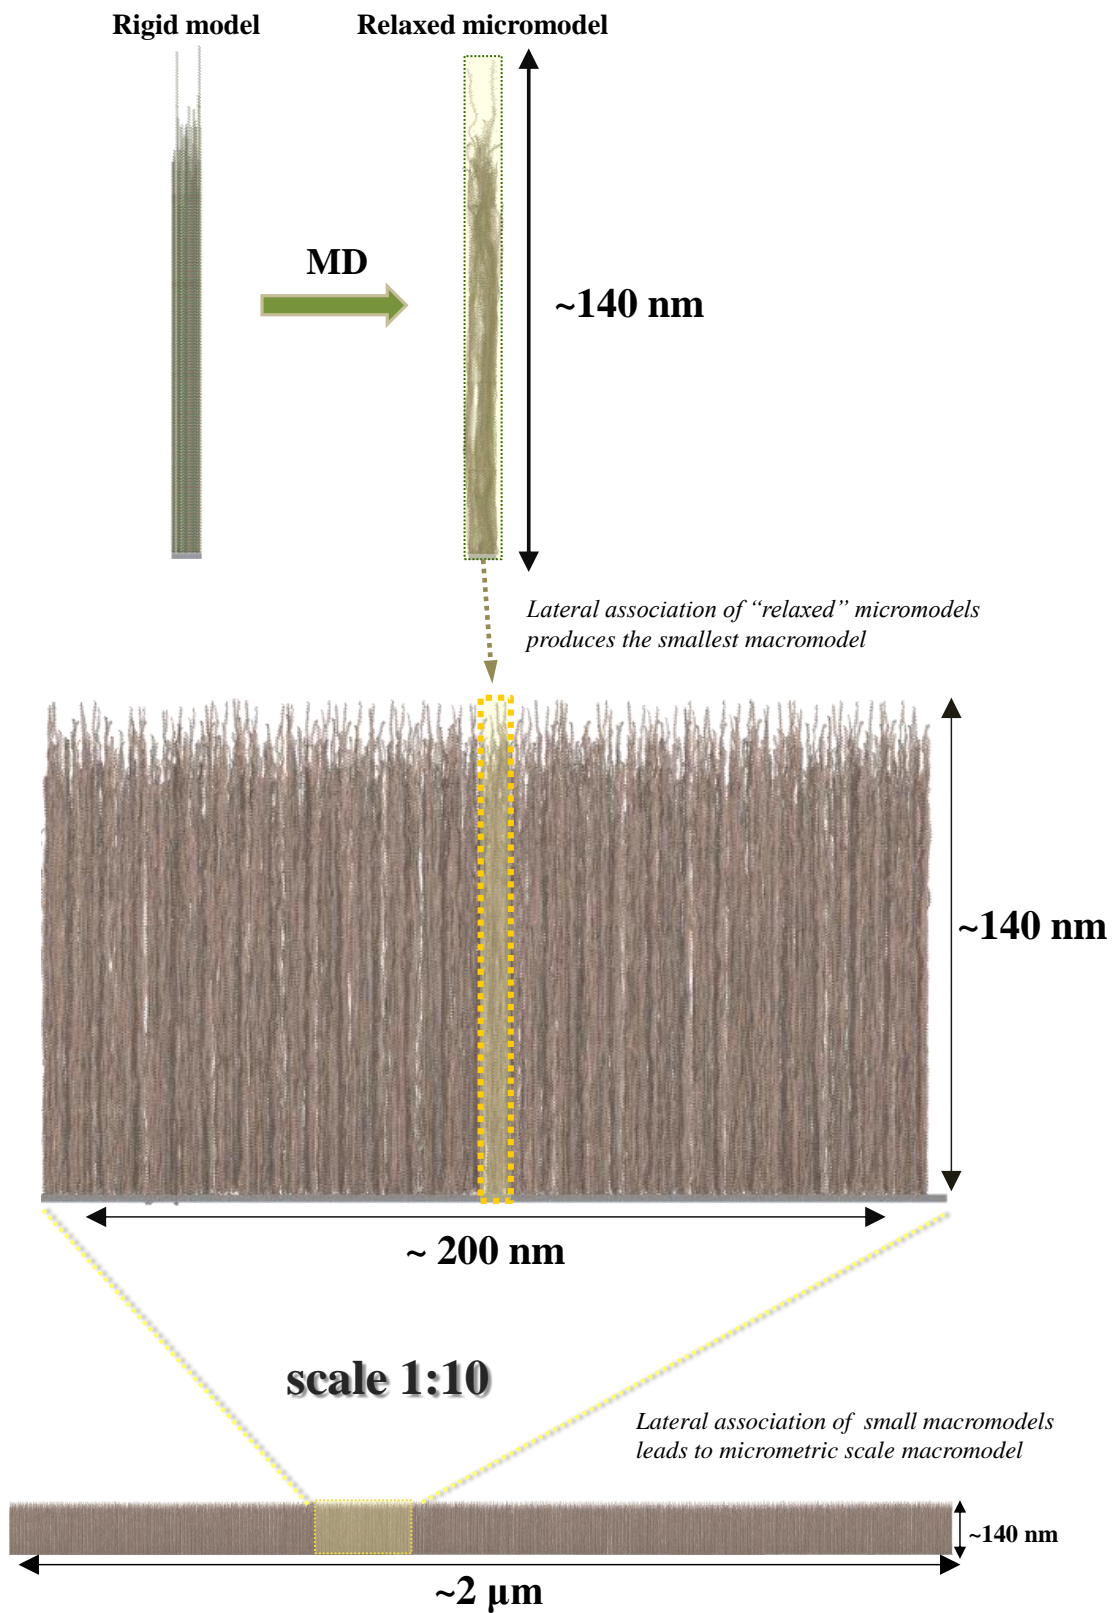 Rigid model
Relaxed micromodel
MD
~140 nm
Lateral association of “relaxed” micromodels
produces the smallest macromodel
~140 nm
~ 200 nm
scale 1:10
Lateral association of  small macromodels
leads to micrometric scale macromodel
~140 nm
~2 µm